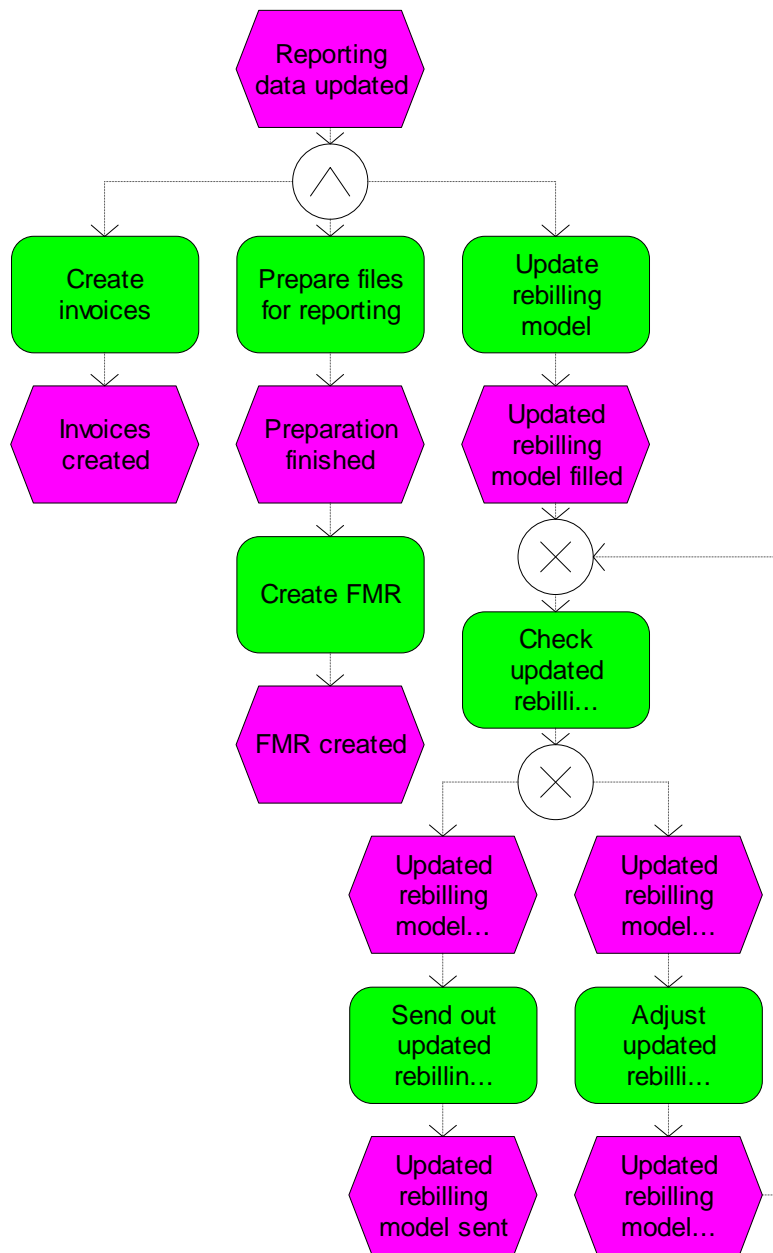 Reporting
data updated
Create
invoices
Prepare files
for reporting
Update
rebilling
model
Invoices
created
Preparation
finished
Updated
rebilling
model filled
Create FMR
Check
updated
rebilli...
FMR created
Updated
rebilling
model...
Updated
rebilling
model...
Send out
updated
rebillin...
Adjust
updated
rebilli...
Updated
rebilling
model sent
Updated
rebilling
model...